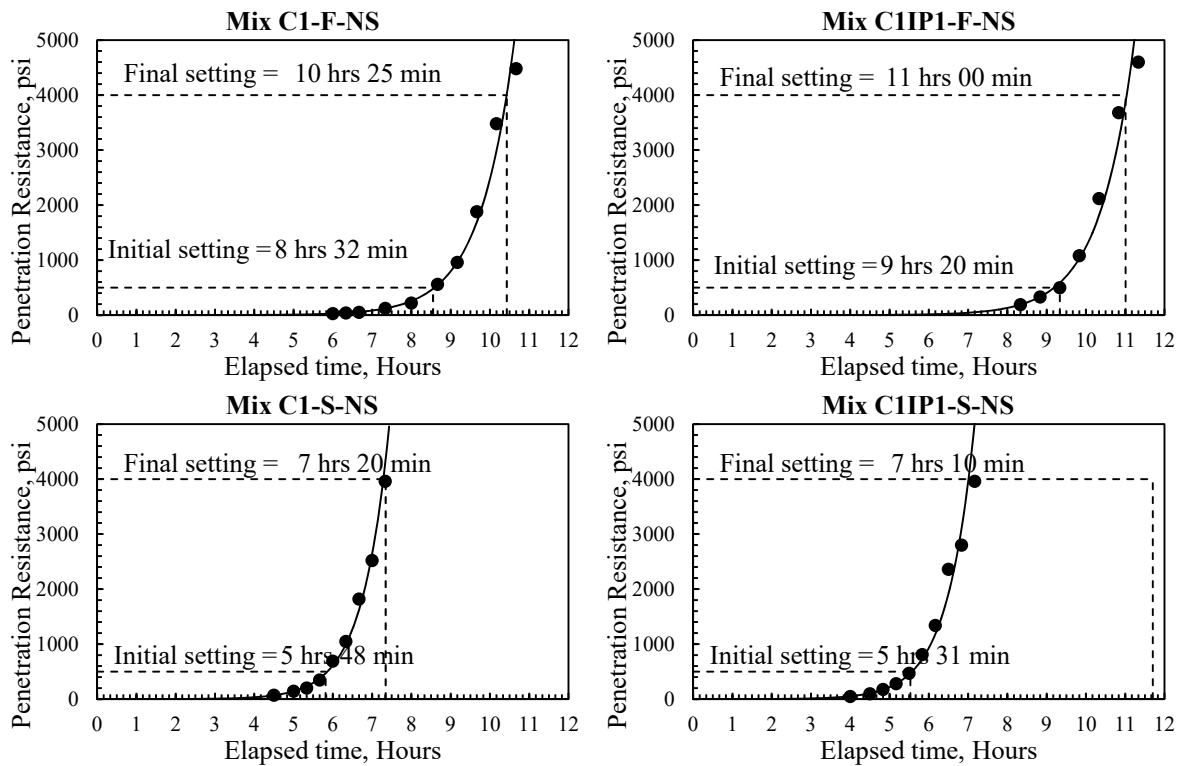 Mix C1-F-NS
Penetration Resistance, psi
5000
4000
3000
2000
1000
0
Final setting = 10 hrs 25 min
Initial setting =8 hrs 32 min
0 1 2 3 4 5 6 7 8 9 10 11 12
Elapsed time, Hours
Mix C1IP1-F-NS
Penetration Resistance, psi
5000
4000
3000
2000
1000
0
Final setting = 11 hrs 00 min
Initial setting =9 hrs 20 min
0 1 2 3 4 5 6 7 8 9 10 11 12
Elapsed time, Hours
Mix C1-S-NS
Penetration Resistance, psi
5000
4000
3000
2000
1000
0
Final setting = 7 hrs 20 min
Initial setting =5 hrs 48 min
0 1 2 3 4 5 6 7 8 9 10 11 12
Elapsed time, Hours
Mix C1IP1-S-NS
Penetration Resistance, psi
5000
4000
3000
2000
1000
0
Final setting = 7 hrs 10 min
Initial setting =5 hrs 31 min
0 1 2 3 4 5 6 7 8 9 10 11 12
Elapsed time, Hours